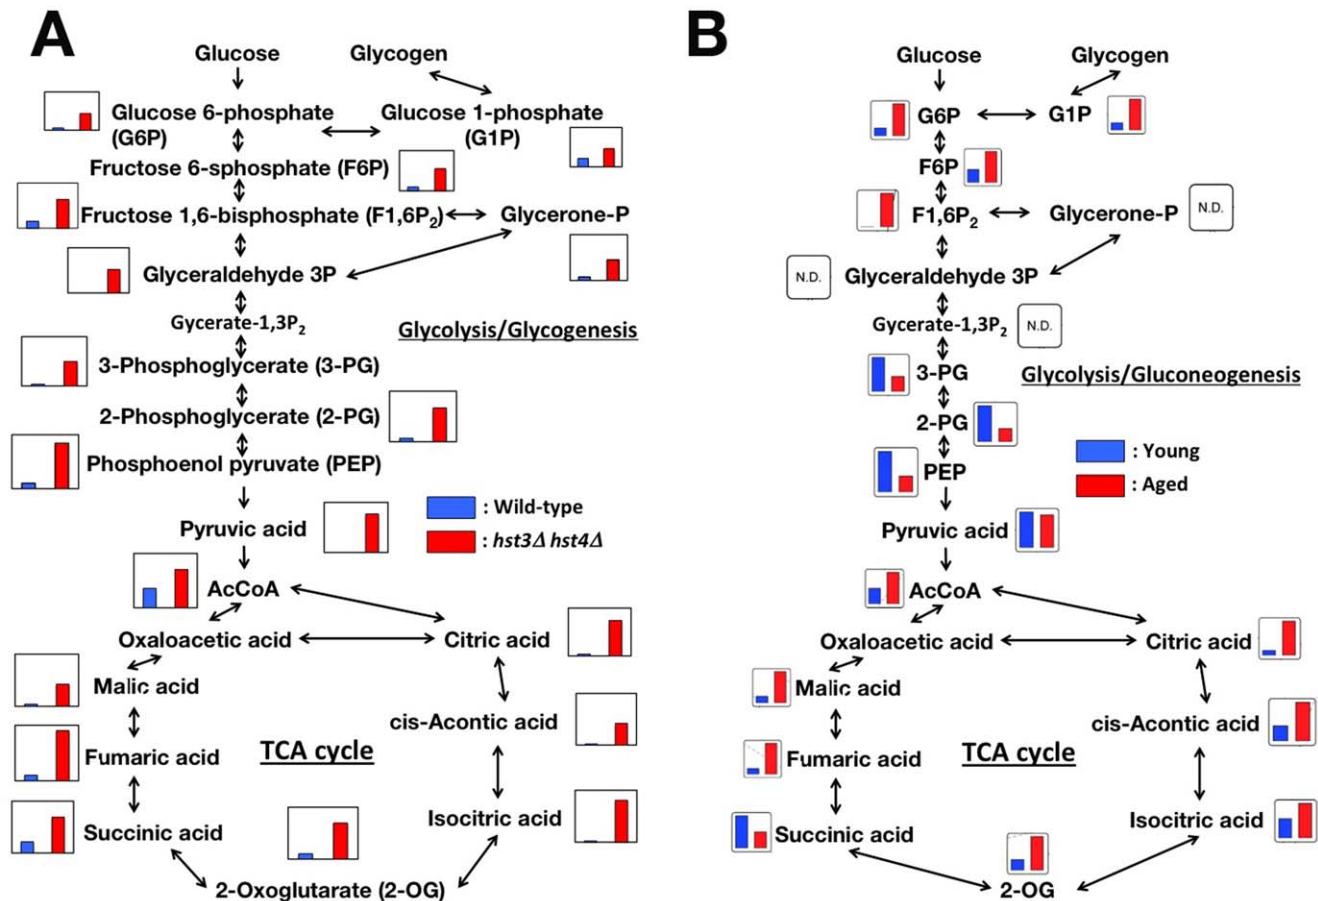 A
Glucose
Glycogen
Glucose 6-phosphate
(G6P)
Glucose 1-phosphate
(G1P)
Fructose 6-sphosphate (F6P)
Fructose 1,6-bisphosphate (F1,6P2)
Glycerone-P
Glyceraldehyde 3P
Gycerate-1,3P2
Glycolysis/Glycogenesis
3-Phosphoglycerate (3-PG)
2-Phosphoglycerate (2-PG)
Phosphoenol pyruvate (PEP)
: Wild-type
Pyruvic acid
: hst3Δ hst4Δ
AcCoA
Oxaloacetic acid
Citric acid
Malic acid
cis-Acontic acid
Fumaric acid
TCA cycle
Isocitric acid
Succinic acid
2-Oxoglutarate (2-OG)
B
Glucose
Glycogen
G6P
G1P
F6P
F1,6P2
Glycerone-P
N.D.
N.D.
Glyceraldehyde 3P
Gycerate-1,3P2
N.D.
3-PG
Glycolysis/Gluconeogenesis
2-PG
: Young
PEP
: Aged
Pyruvic acid
AcCoA
Oxaloacetic acid
Citric acid
Malic acid
cis-Acontic acid
Fumaric acid
TCA cycle
Isocitric acid
Succinic acid
2-OG